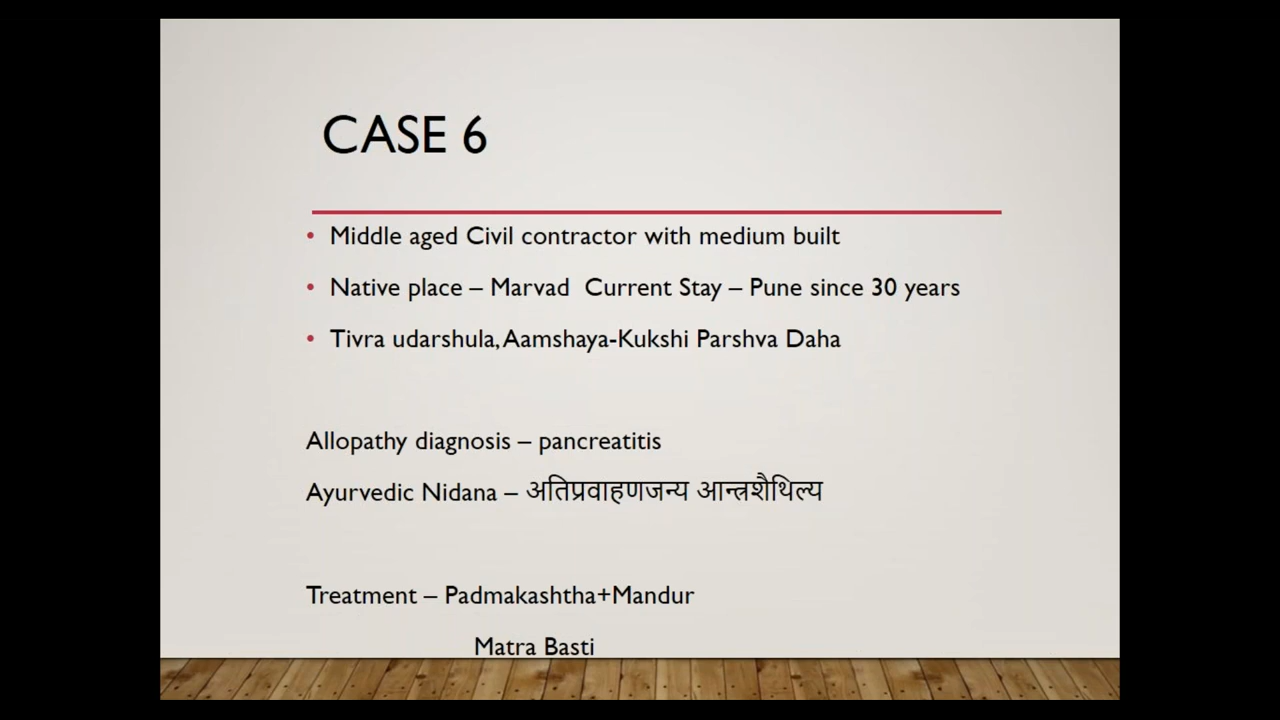 CASE 6
• Middle aged Civil contractor with medium built
• Native place – Marvad Current Stay – Pune since 30 years
• Tivra udarshula, Aamshaya-Kukshi Parshva Daha
Allopathy diagnosis – pancreatitis
Ayurvedic Nidana – अतिप्रवाहणजन्य आन्त्रशैथिल्य
Treatment – Padmakashtha+Mandur
Matra Basti